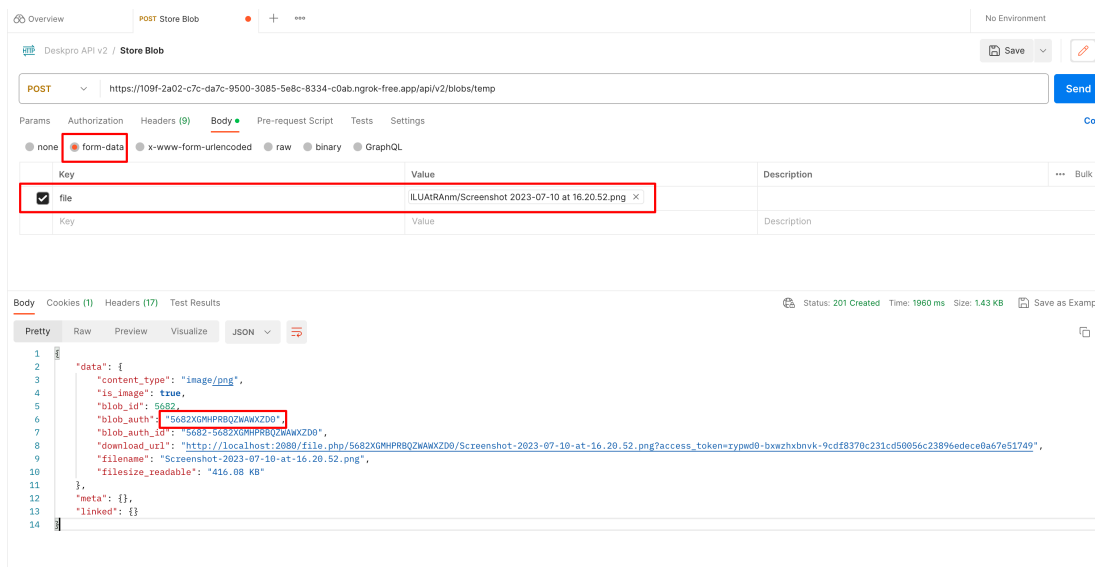 Overview
POST Store Blob
No Environment
HTTP Deskpro API v2 / Store Blob
Save
POST
https://109f-2a02-c7c-da7c-9500-3085-5e8c-8334-c0ab.ngrok-free.app/api/v2/blobs/temp
Send
Params Authorization Headers (9) Body Pre-request Script Tests Settings
Co
none form-data x-www-form-urlencoded raw binary GraphQL
Key Value Description ••• Bulk
file ILUAtRAnm/Screenshot 2023-07-10 at 16.20.52.png ×
Key Value Description
Body Cookies (1) Headers (17) Test Results
Status: 201 Created Time: 1960 ms Size: 1.43 KB Save as Examp
Pretty Raw Preview Visualize JSON
1 {
2 "data": {
3 "content_type": "image/png",
4 "is_image": true,
5 "blob_id": 5682,
6 "blob_auth": "5682XGMHPRBQZWAWXZD0",
7 "blob_auth_id": "5682-5682XGMHPRBQZWAWXZD0",
8 "download_url": "http://localhost:2080/file.php/5682XGMHPRBQZWAWXZD0/Screenshot-2023-07-10-at-16.20.52.png?access_token=rypwd0-bxwzhxbnvk-9cdf8370c231cd50056c23896edece0a67e51749",
9 "filename": "Screenshot-2023-07-10-at-16.20.52.png",
10 "filesize_readable": "416.08 KB"
11 },
12 "meta": {},
13 "linked": {}
14 }